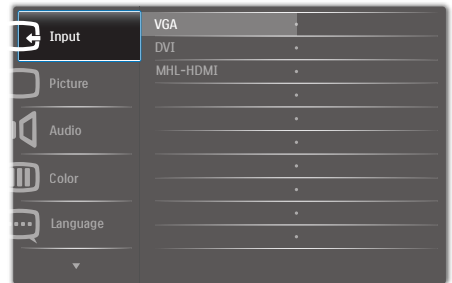 Input
Picture
Audio
Color
Language
VGA
DVI
MHL-HDMI